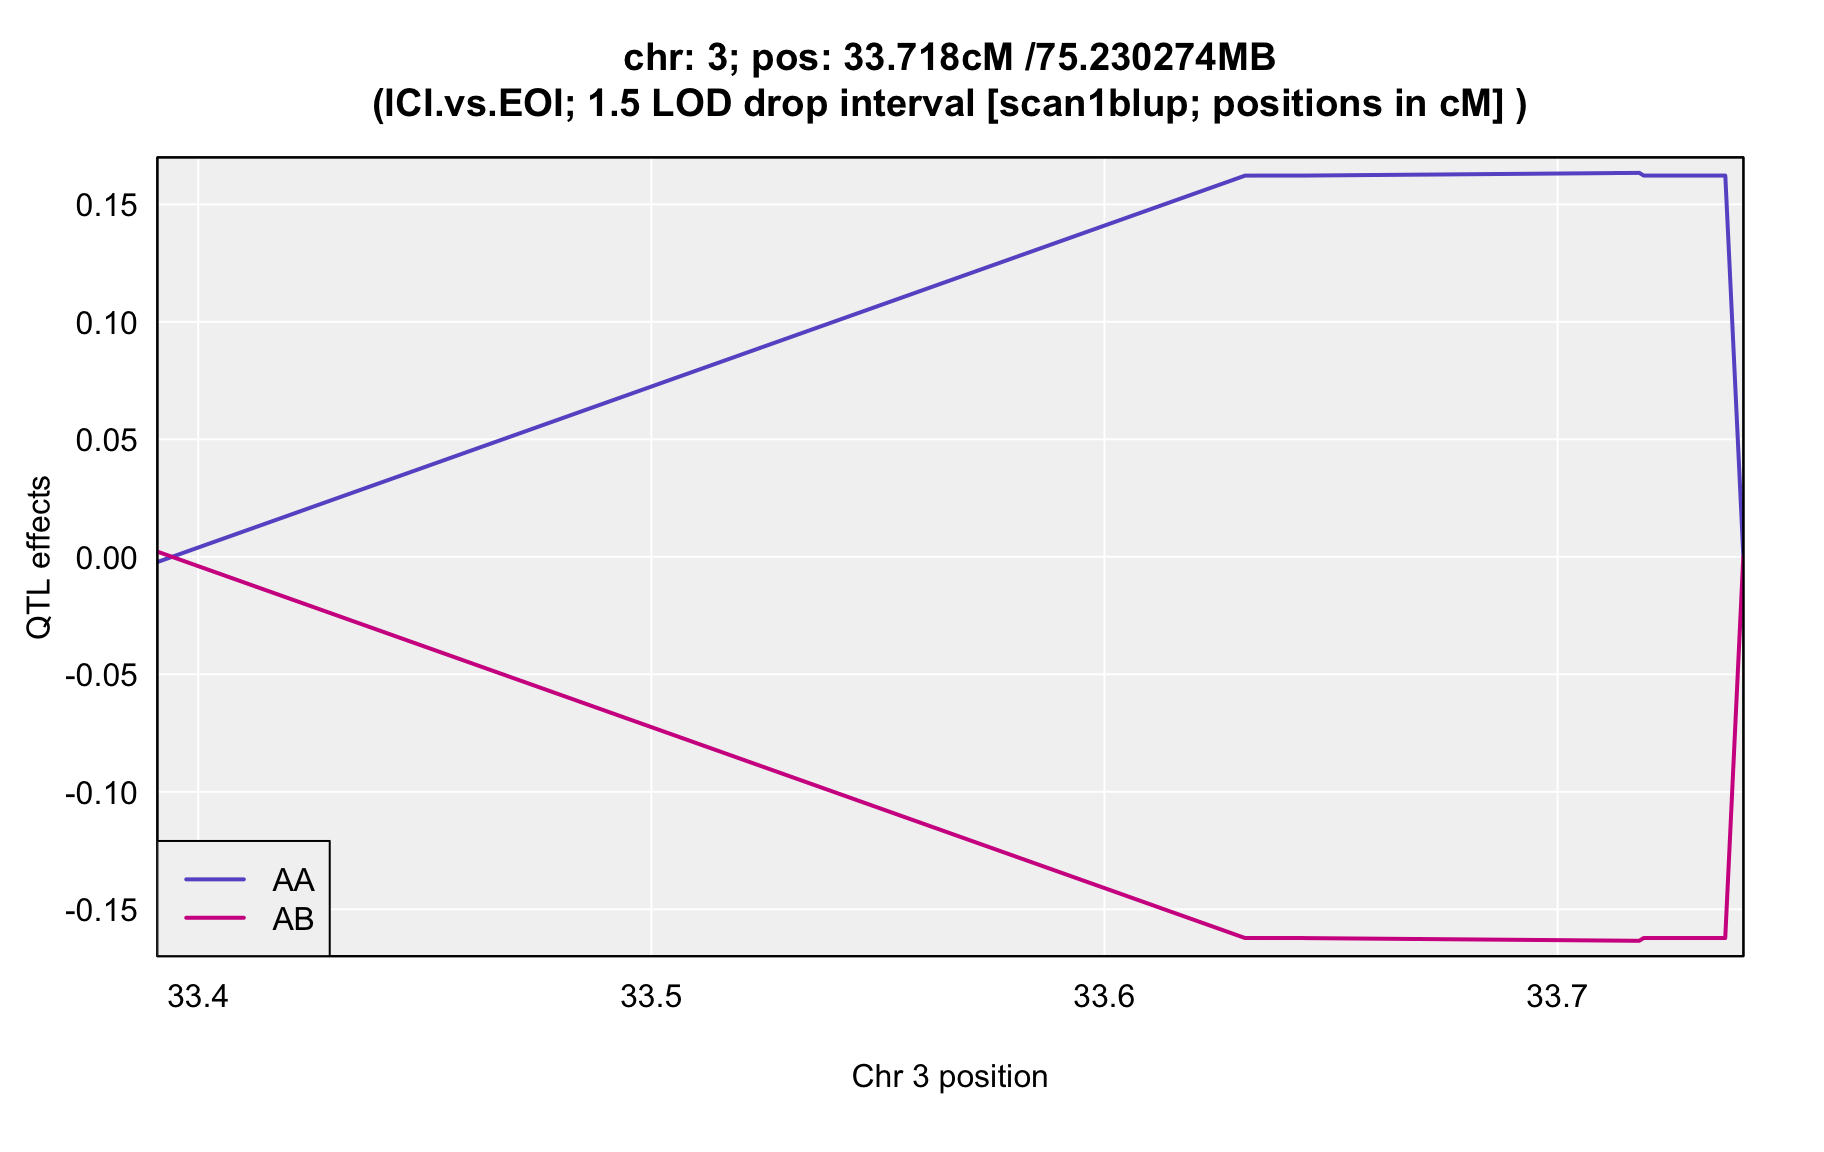 chr: 3; pos: 33.718cM /75.230274MB
(ICI.vs.EOI; 1.5 LOD drop interval [scan1blup; positions in cM] )
QTL effects
0.15
0.10
0.05
0.00
-0.05
-0.10
-0.15
AA
AB
33.4 33.5 33.6 33.7
Chr 3 position